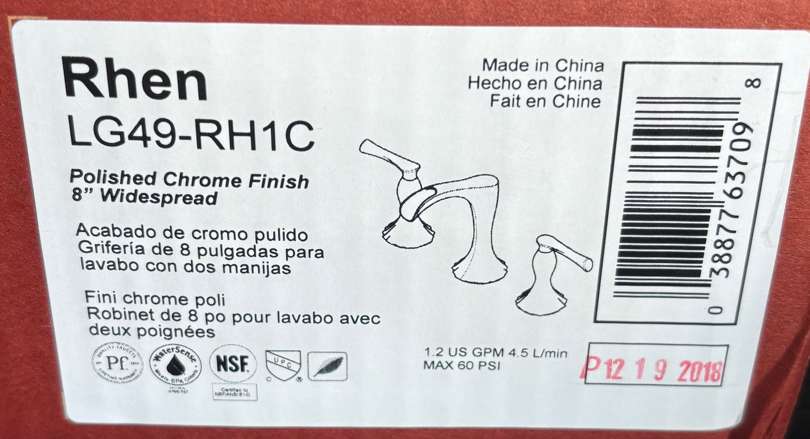 Rhen
LG49-RH1C
Polished Chrome Finish
8” Widespread
Acabado de cromo pulido
Grifería de 8 pulgadas para
lavabo con dos manijas
Fini chrome poli
Robinet de 8 po pour lavabo avec
deux poignées
Made in China
Hecho en China
Fait en Chine
0 38877 63709 8
Pf
WaterSense
NSF
UPC
1.2 US GPM 4.5 L/min
MAX 60 PSI
P12 19 2018